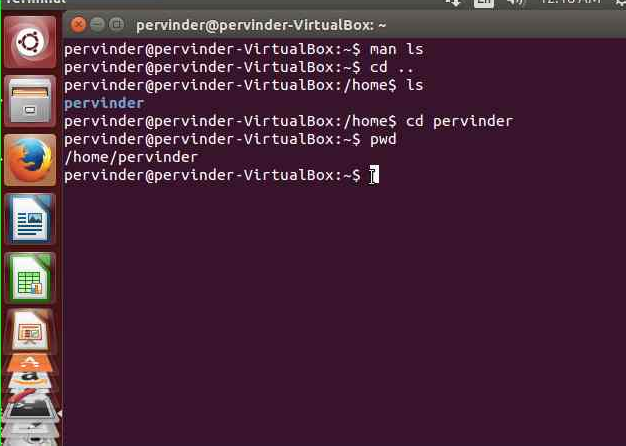 Terminal
pervinder@pervinder-VirtualBox: ~
pervinder@pervinder-VirtualBox:~$ man ls
pervinder@pervinder-VirtualBox:~$ cd ..
pervinder@pervinder-VirtualBox:/home$ ls
pervinder
pervinder@pervinder-VirtualBox:/home$ cd pervinder
pervinder@pervinder-VirtualBox:~$ pwd
/home/pervinder
pervinder@pervinder-VirtualBox:~$